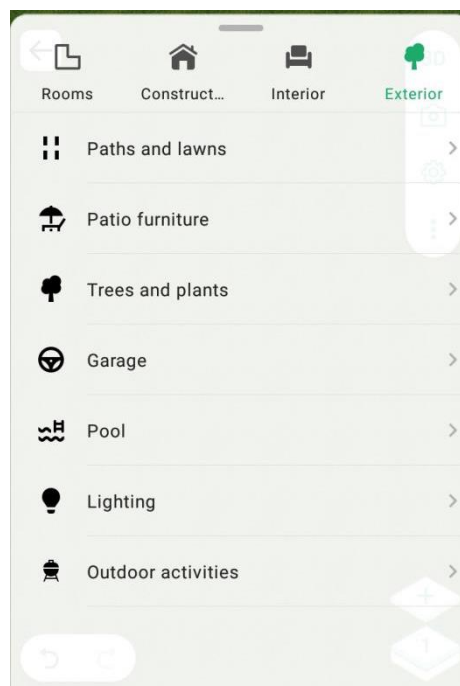 Rooms Construct... Interior Exterior
Paths and lawns
Patio furniture
Trees and plants
Garage
Pool
Lighting
Outdoor activities